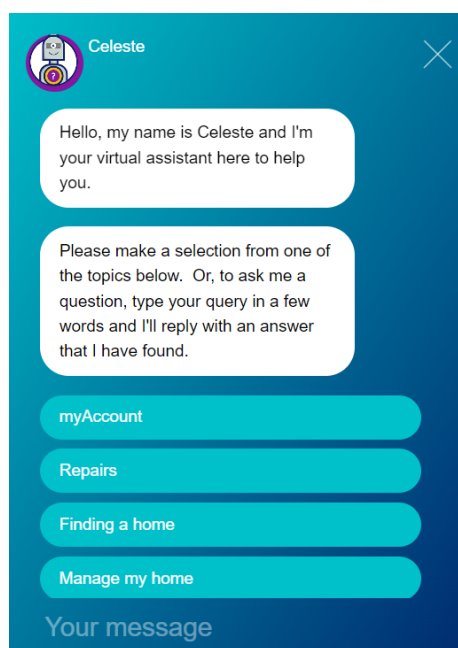 Celeste
Hello, my name is Celeste and I'm
your virtual assistant here to help
you.
Please make a selection from one of
the topics below.  Or, to ask me a
question, type your query in a few
words and I'll reply with an answer
that I have found.
myAccount
Repairs
Finding a home
Manage my home
Your message